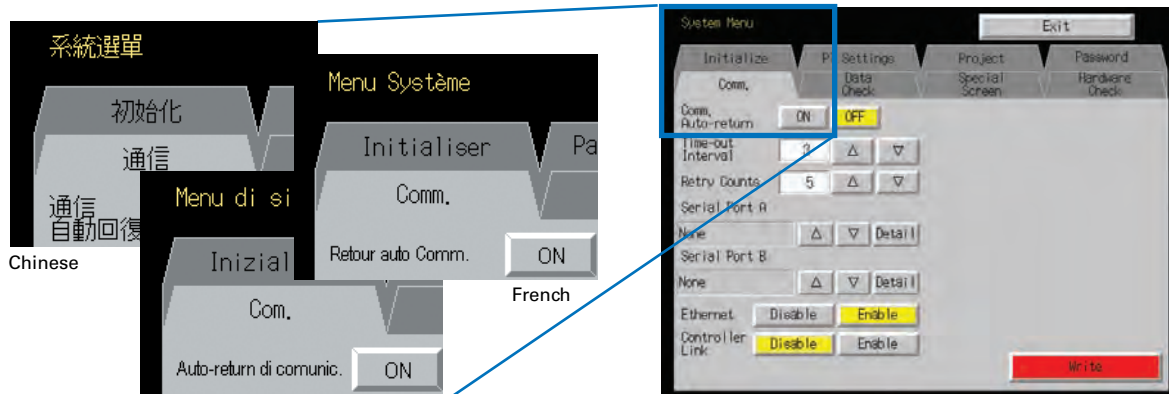 系統選單
初始化
通信
通信
自動回復
Chinese
Menu Système
Initialiser
Pa
Comm.
Retour auto Comm.
ON
French
Menu di si
Inizial
Com.
Auto-return di comunic.
ON
System Menu
Exit
Initialize
Settings
Project
Password
Comm.
Data
Check
Special
Screen
Hardware
Check
Comm.
Auto-return
ON
OFF
Time-out
Interval
3
△
▽
Retry Counts
5
△
▽
Serial Port A
None
△
▽
Detail
Serial Port B
None
△
▽
Detail
Ethernet
Disable
Enable
Controller
Link
Disable
Enable
Write